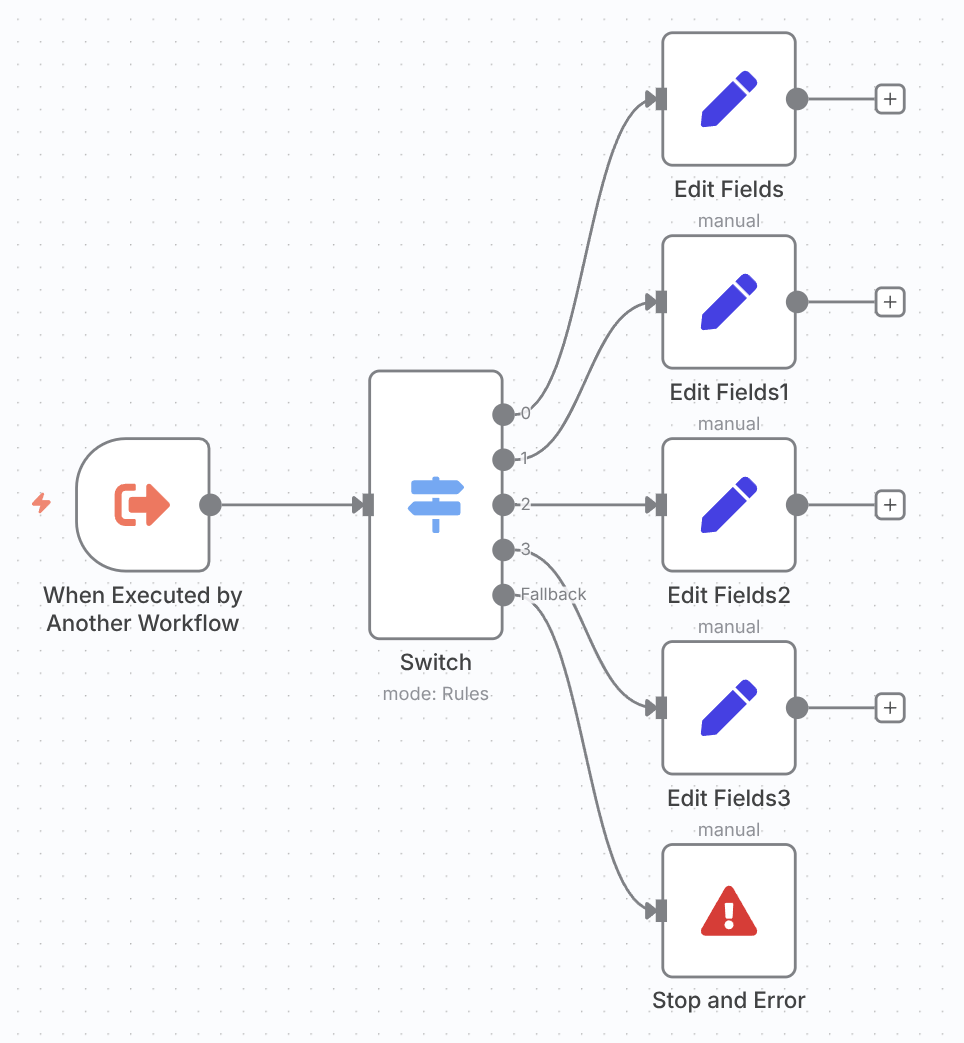 Edit Fields
manual
Edit Fields1
manual
0
1
2
3
Fallback
When Executed by
Another Workflow
Switch
mode: Rules
Edit Fields2
manual
Edit Fields3
manual
Stop and Error